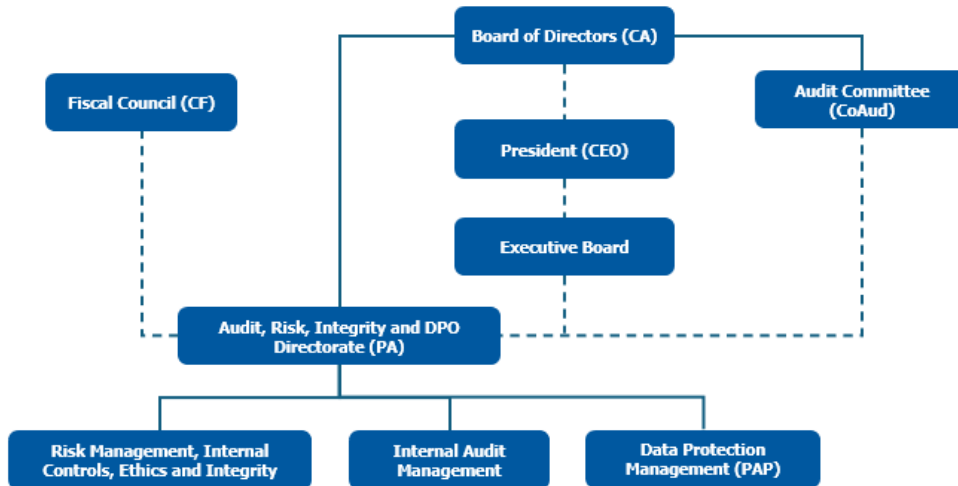 Board of Directors (CA)
Fiscal Council (CF)
Audit Committee
(CoAud)
President (CEO)
Executive Board
Audit, Risk, Integrity and DPO
Directorate (PA)
Risk Management, Internal
Controls, Ethics and Integrity
Internal Audit
Management
Data Protection
Management (PAP)